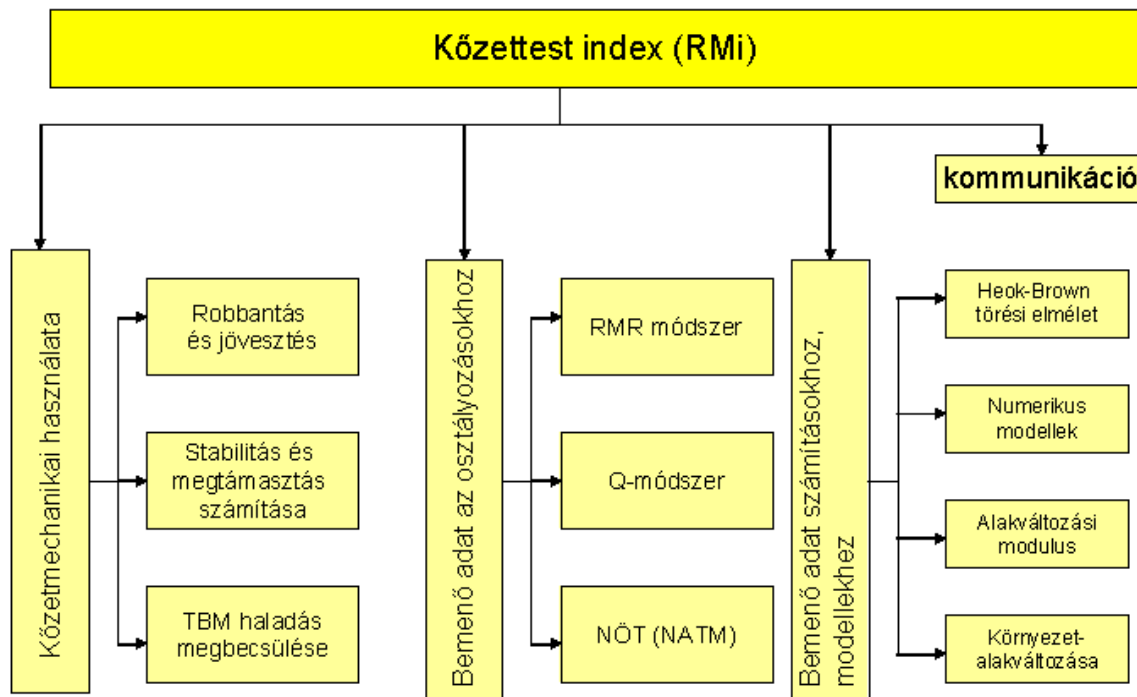 Kőzettest index (RMi)
kommunikáció
Kőzetmechanikai használata
Robbantás
és jövesztés
Stabilitás és
megtámasztás
számítása
TBM haladás
megbecsülése
Bemenő adat az osztályozásokhoz
RMR módszer
Q-módszer
NÖT (NATM)
Bemenő adat számításokhoz,
modellekhez
Heok-Brown
törési elmélet
Numerikus
modellek
Alakváltozási
modulus
Környezet-
alakváltozása